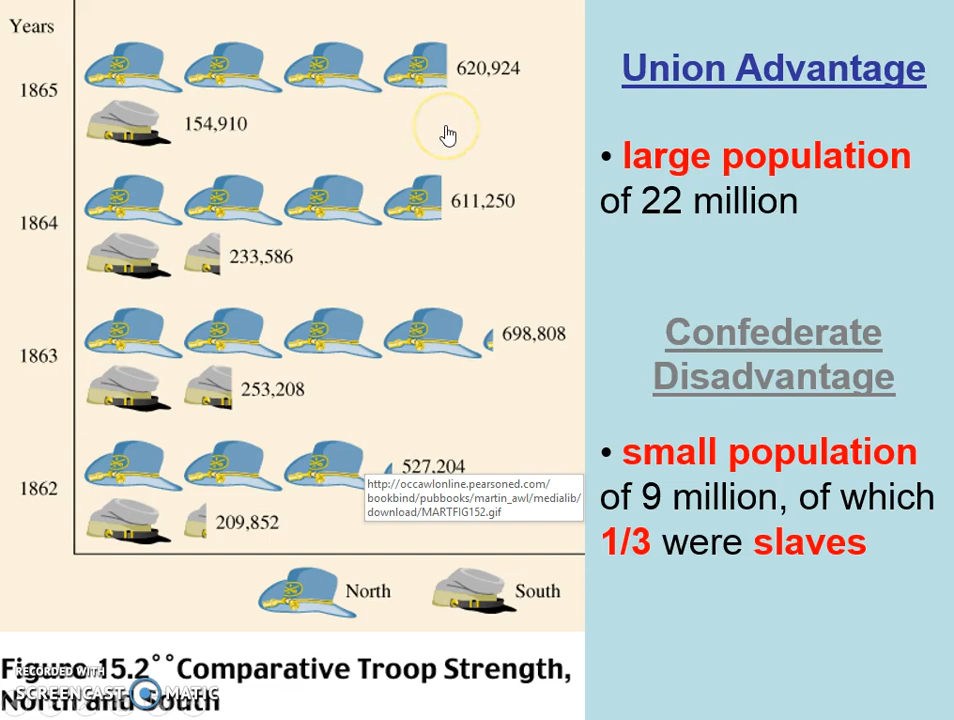 Years
1865
620,924
154,910
1864
611,250
233,586
1863
698,808
253,208
1862
527,204
209,852
http://occawlonline.pearsoned.com/
bookbind/pubbooks/martin_awl/medialib/
download/MARTFIG152.gif
North
South
Figure 15.2°° Comparative Troop Strength,
North and South
RECORDED WITH
SCREENCAST MATIC
Union Advantage
• large population
of 22 million
Confederate
Disadvantage
• small population
of 9 million, of which
1/3 were slaves